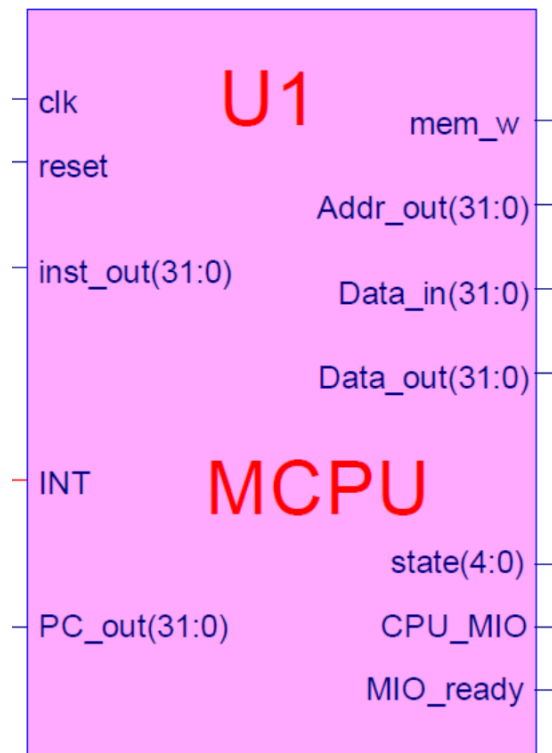 U1
clk
mem_w
reset
Addr_out(31:0)
inst_out(31:0)
Data_in(31:0)
Data_out(31:0)
INT
MCPU
state(4:0)
PC_out(31:0)
CPU_MIO
MIO_ready